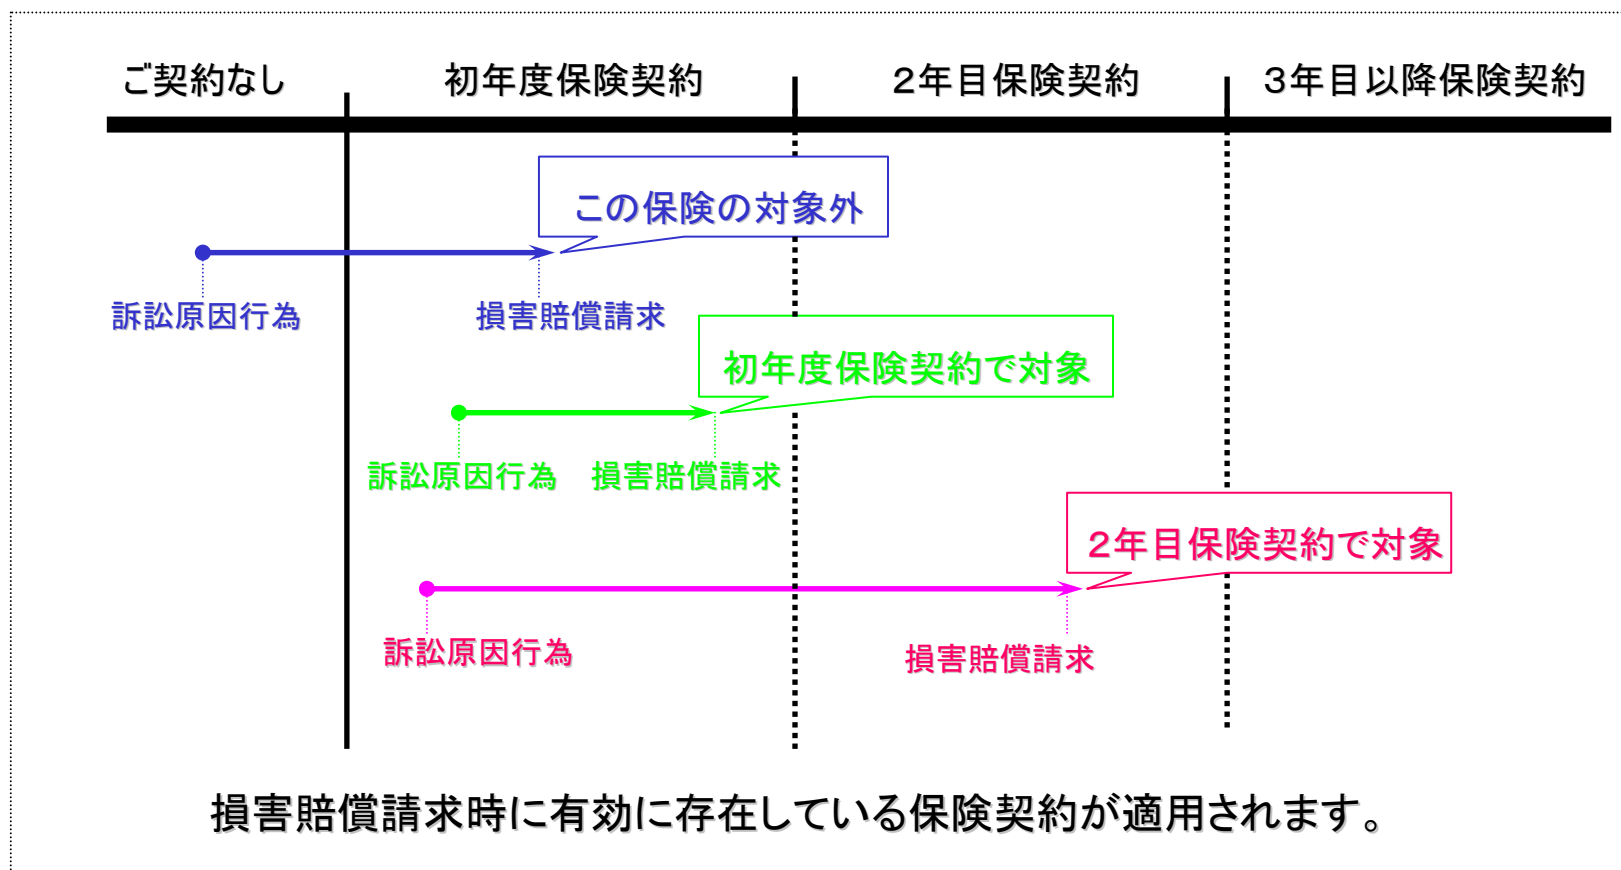 ご契約なし
初年度保険契約
２年目保険契約
３年目以降保険契約
この保険の対象外
訴訟原因行為
損害賠償請求
初年度保険契約で対象
訴訟原因行為
損害賠償請求
２年目保険契約で対象
訴訟原因行為
損害賠償請求
損害賠償請求時に有効に存在している保険契約が適用されます。